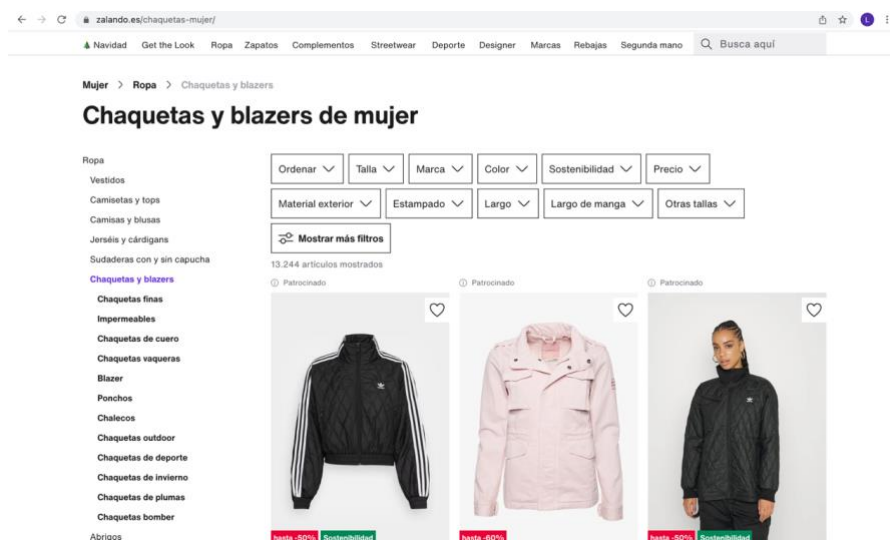 zalando.es/chaquetas-mujer/
L
Navidad Get the Look Ropa Zapatos Complementos Streetwear Deporte Designer Marcas Rebajas Segunda mano Busca aquí
Mujer > Ropa > Chaquetas y blazers
Chaquetas y blazers de mujer
Ropa
Vestidos
Camisetas y tops
Camisas y blusas
Jerséis y cárdigans
Sudaderas con y sin capucha
Chaquetas y blazers
Chaquetas finas
Impermeables
Chaquetas de cuero
Chaquetas vaqueras
Blazer
Ponchos
Chalecos
Chaquetas outdoor
Chaquetas de deporte
Chaquetas de invierno
Chaquetas de plumas
Chaquetas bomber
Abrigos
Ordenar Talla Marca Color Sostenibilidad Precio
Material exterior Estampado Largo Largo de manga Otras tallas
Mostrar más filtros
13.244 artículos mostrados
Patrocinado Patrocinado Patrocinado
hasta -50% Sostenibilidad hasta -60% hasta -50% Sostenibilidad